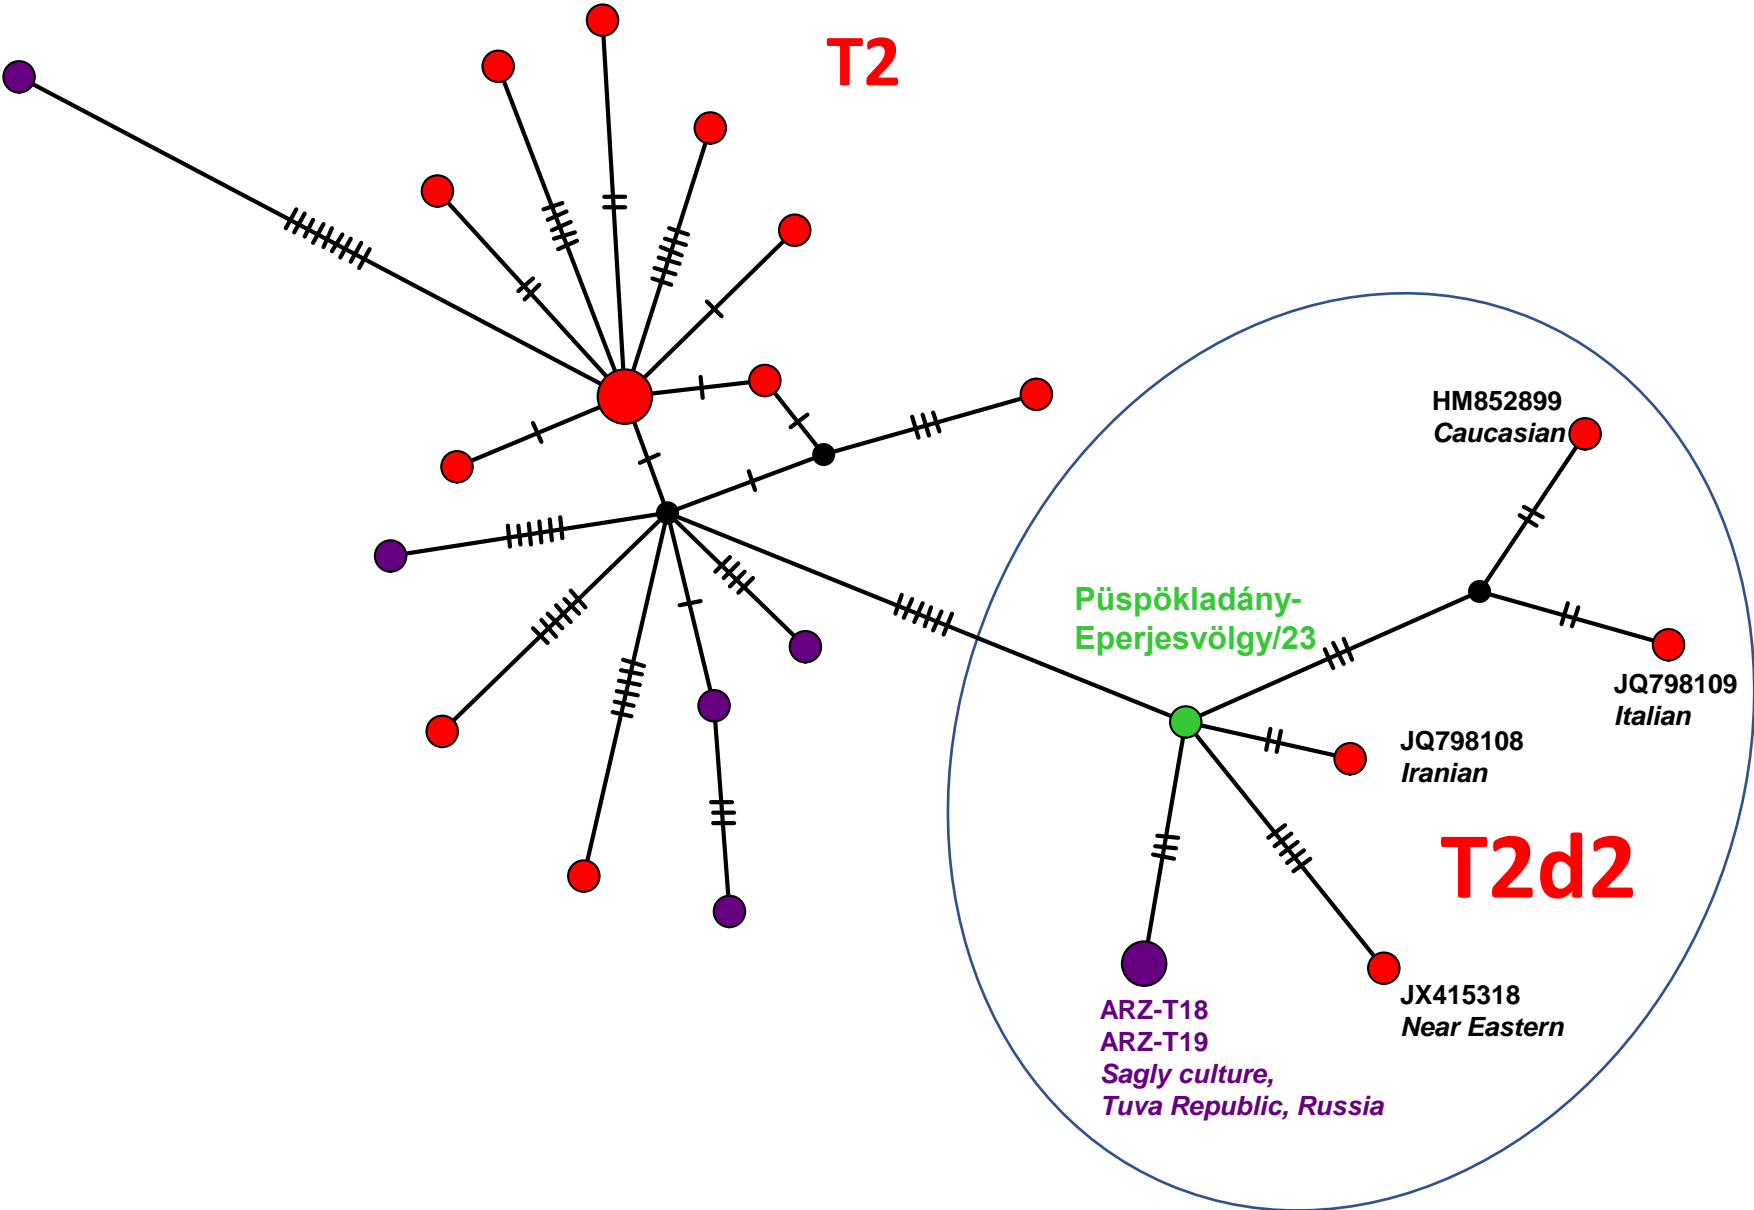 T2
HM852899
Caucasian
Püspökladány-
Eperjesvölgy/23
JQ798109
Italian
JQ798108
Iranian
T2d2
JX415318
Near Eastern
ARZ-T18
ARZ-T19
Sagly culture,
Tuva Republic, Russia